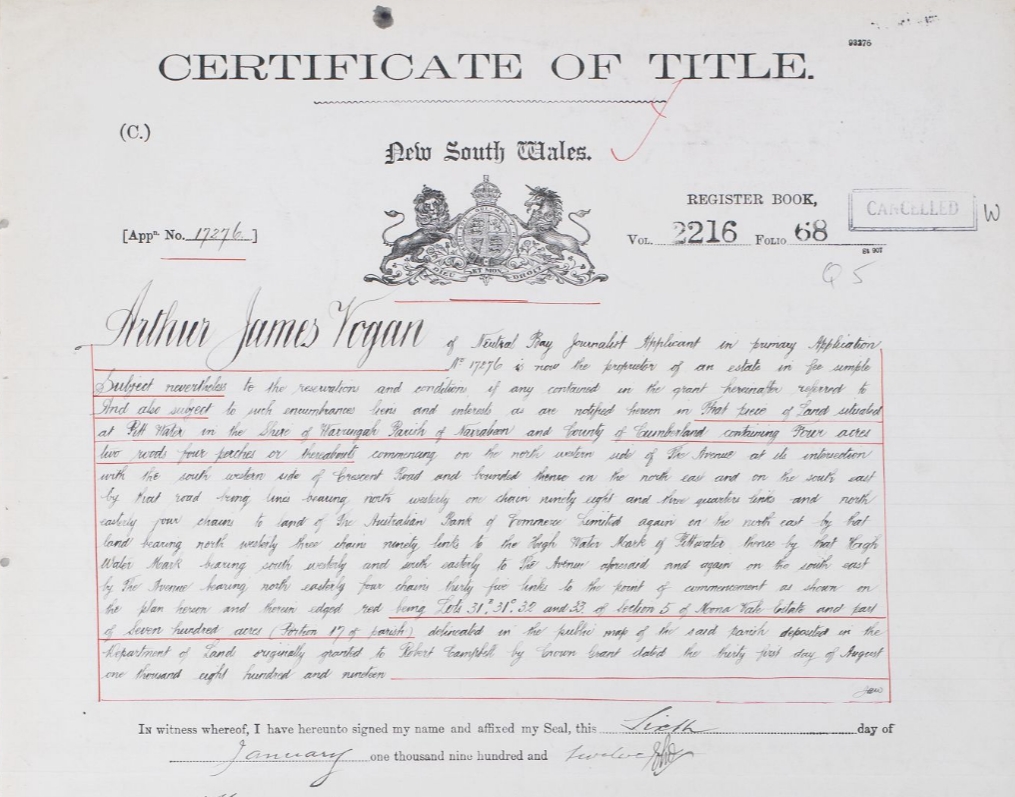 93276
CERTIFICATE OF TITLE.
(C.)
New South Wales.
REGISTER BOOK,
CANCELLED W
[Appn. No. 17276 ]
VOL. 2216 FOLIO 68
DIEU ET MON DROIT
Q 5
Arthur James Vogan of Neutral Bay Journalist Applicant in primary Application
No 17276 is now the proprietor of an estate in fee simple
Subject nevertheless to the reservations and conditions if any contained in the grant hereinafter referred to
And also subject to such encumbrances liens and interests as are notified hereon in That piece of Land situated
at Pitt Water in the Shire of Warringah Parish of Narrabeen and County of Cumberland containing Four acres
two roods four perches or thereabouts commencing on the north western side of The Avenue at its intersection
with the south western side of Crescent Road and bounded thence on the north east and on the south east
by that road being lines bearing north westerly one chain ninety eight and three quarters links and north
easterly four chains to land of The Australian Bank of Commerce Limited again on the north east by that
land bearing north westerly three chains ninety links to the High Water Mark of Pittwater thence by that High
Water Mark bearing south westerly and south easterly to The Avenue aforesaid and again on the south east
by The Avenue bearing north easterly four chains thirty five links to the point of commencement as shown on
the plan hereon and therein edged red being Lots 31 31 32 and 33 of section 5 of Mona Vale Estate and part
of Seven hundred acres (Portion 17 of parish) delineated in the public map of the said parish deposited in the
Department of Lands originally granted to Robert Campbell by Crown Grant dated the thirty first day of August
one thousand eight hundred and nineteen
In witness whereof, I have hereunto signed my name and affixed my Seal, this Sixth day of
January one thousand nine hundred and twelve